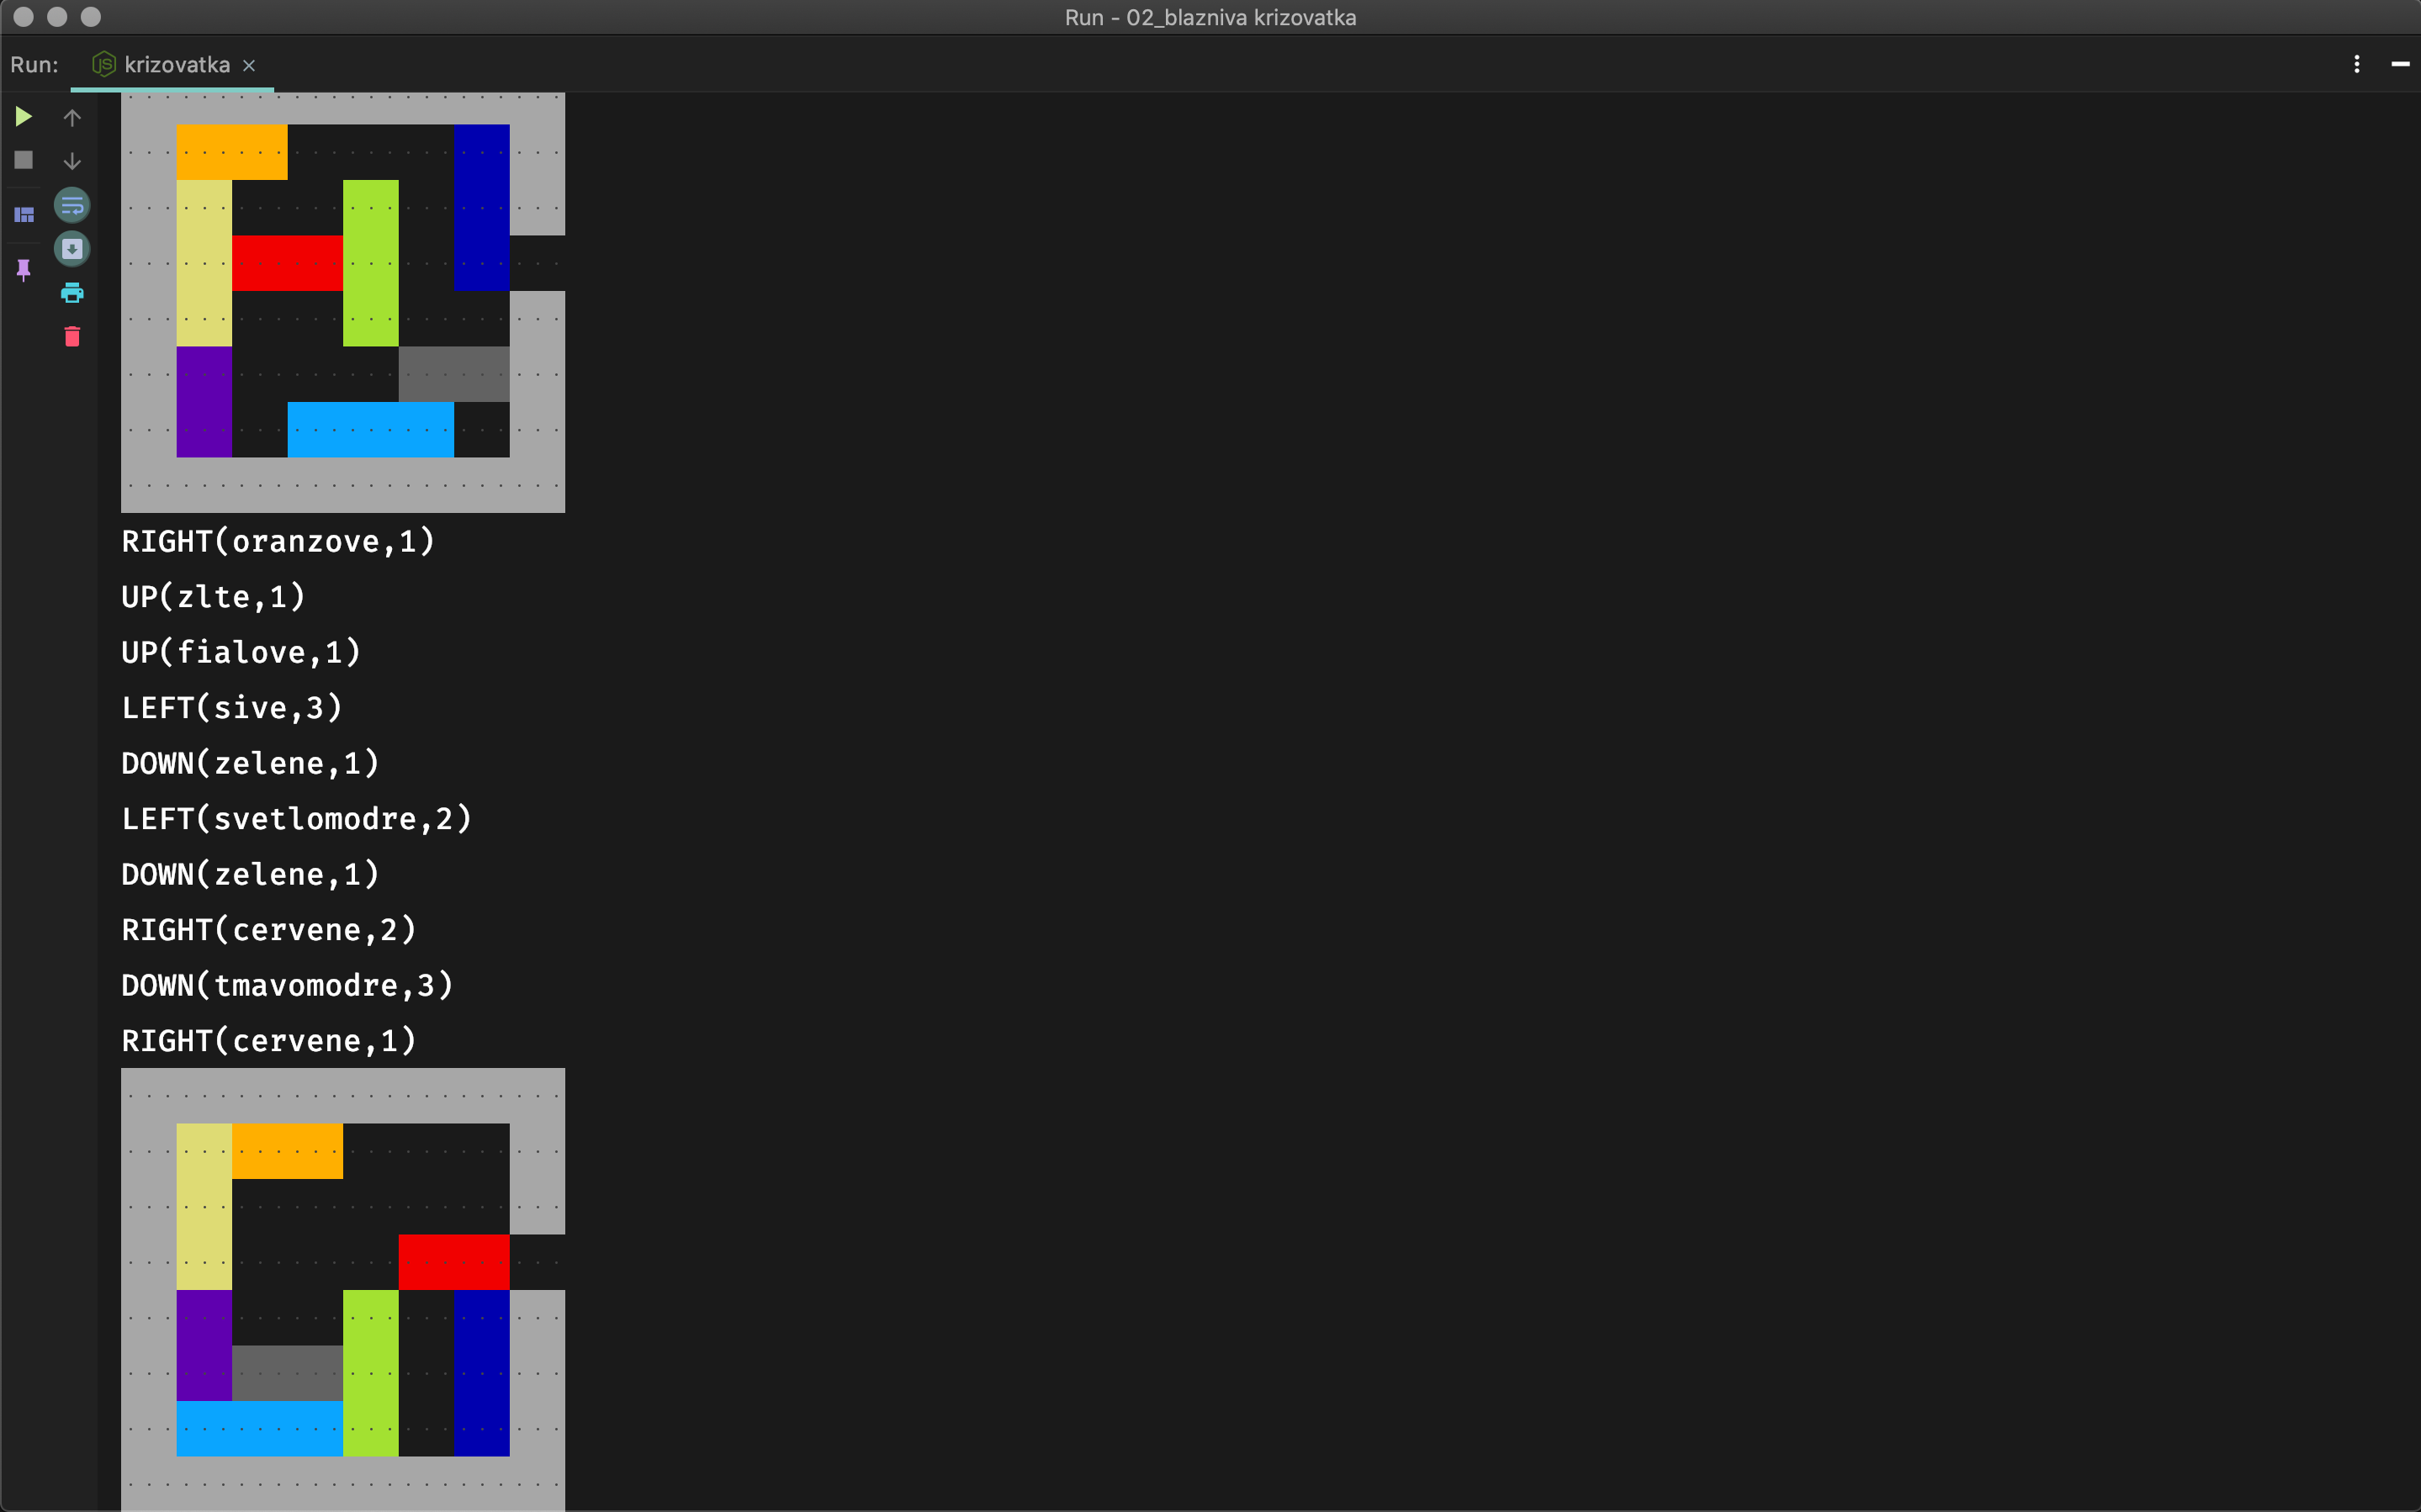 Run - 02_blazniva krizovatka
Run: krizovatka
RIGHT(oranzove,1)
UP(zlte,1)
UP(fialove,1)
LEFT(sive,3)
DOWN(zelene,1)
LEFT(svetlomodre,2)
DOWN(zelene,1)
RIGHT(cervene,2)
DOWN(tmavomodre,3)
RIGHT(cervene,1)